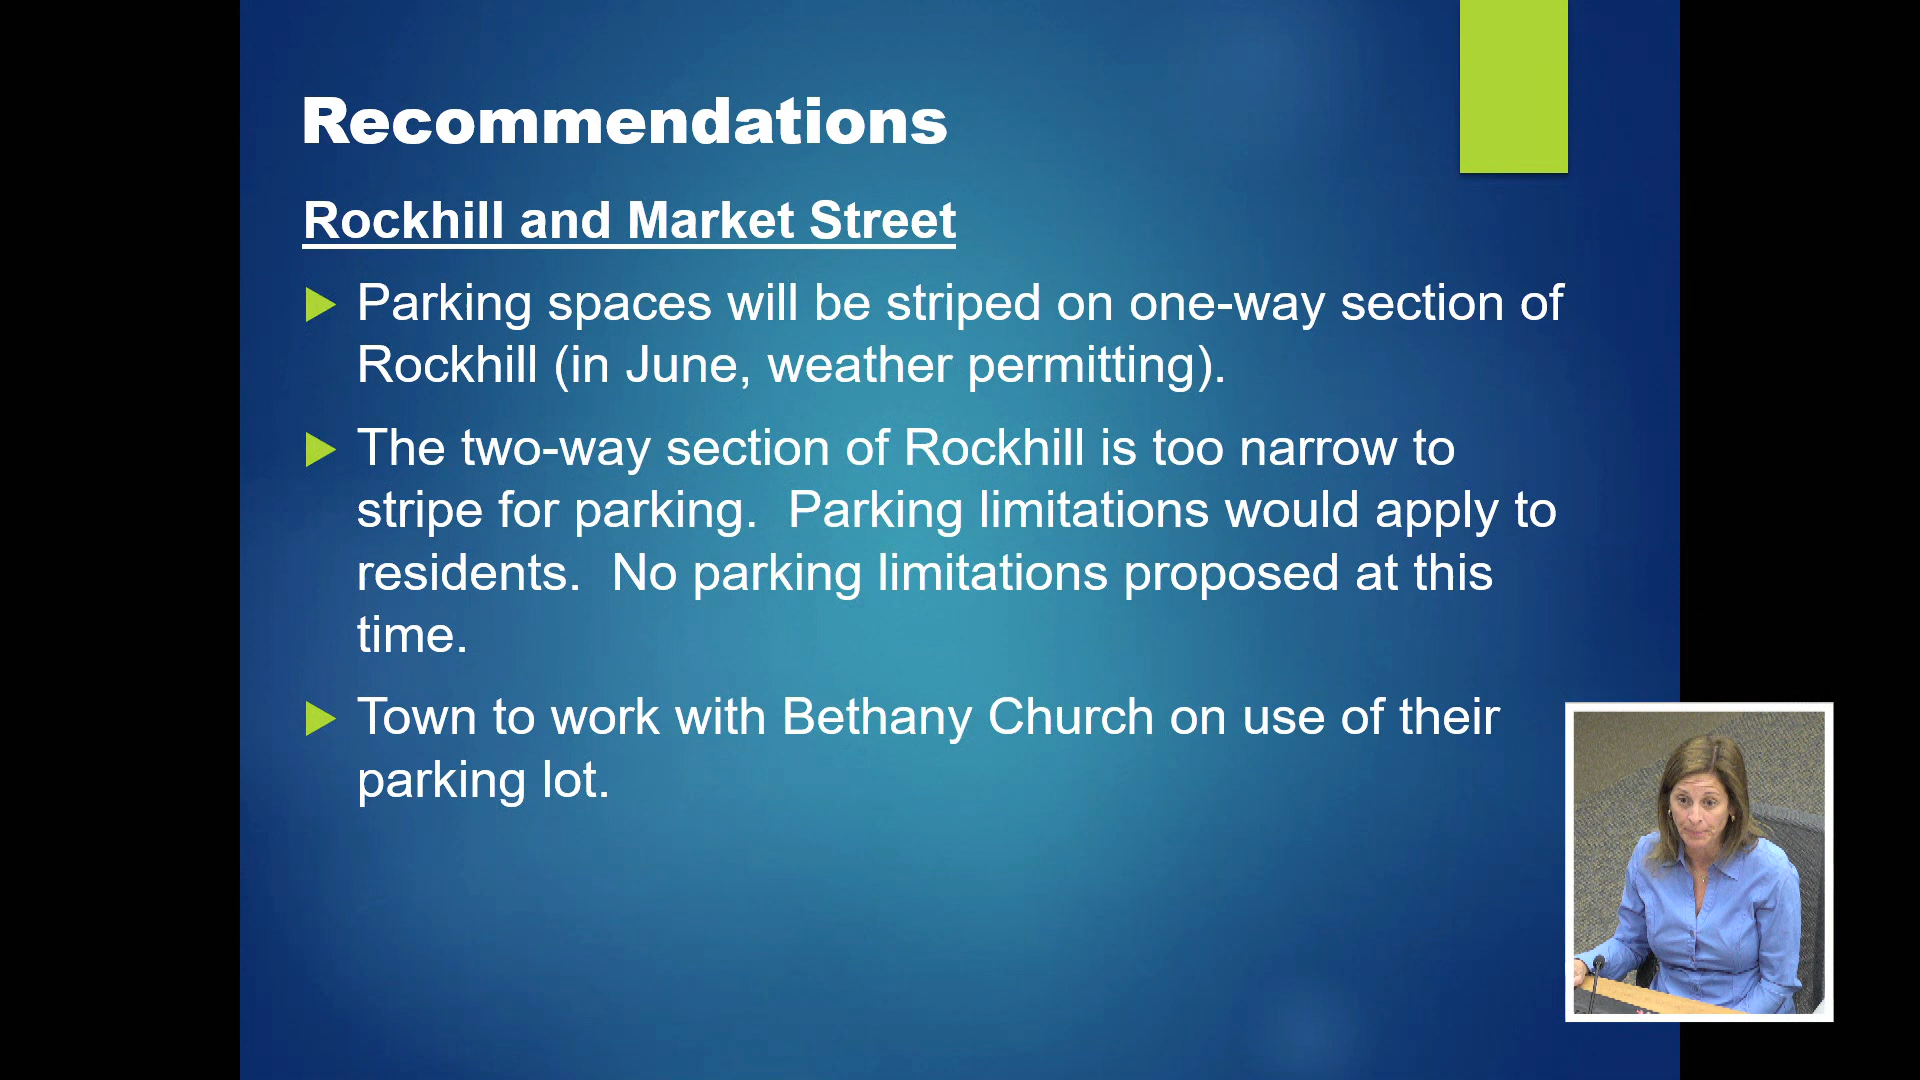 Recommendations
Rockhill and Market Street
Parking spaces will be striped on one-way section of
Rockhill (in June, weather permitting).
The two-way section of Rockhill is too narrow to
stripe for parking.  Parking limitations would apply to
residents.  No parking limitations proposed at this
time.
Town to work with Bethany Church on use of their
parking lot.